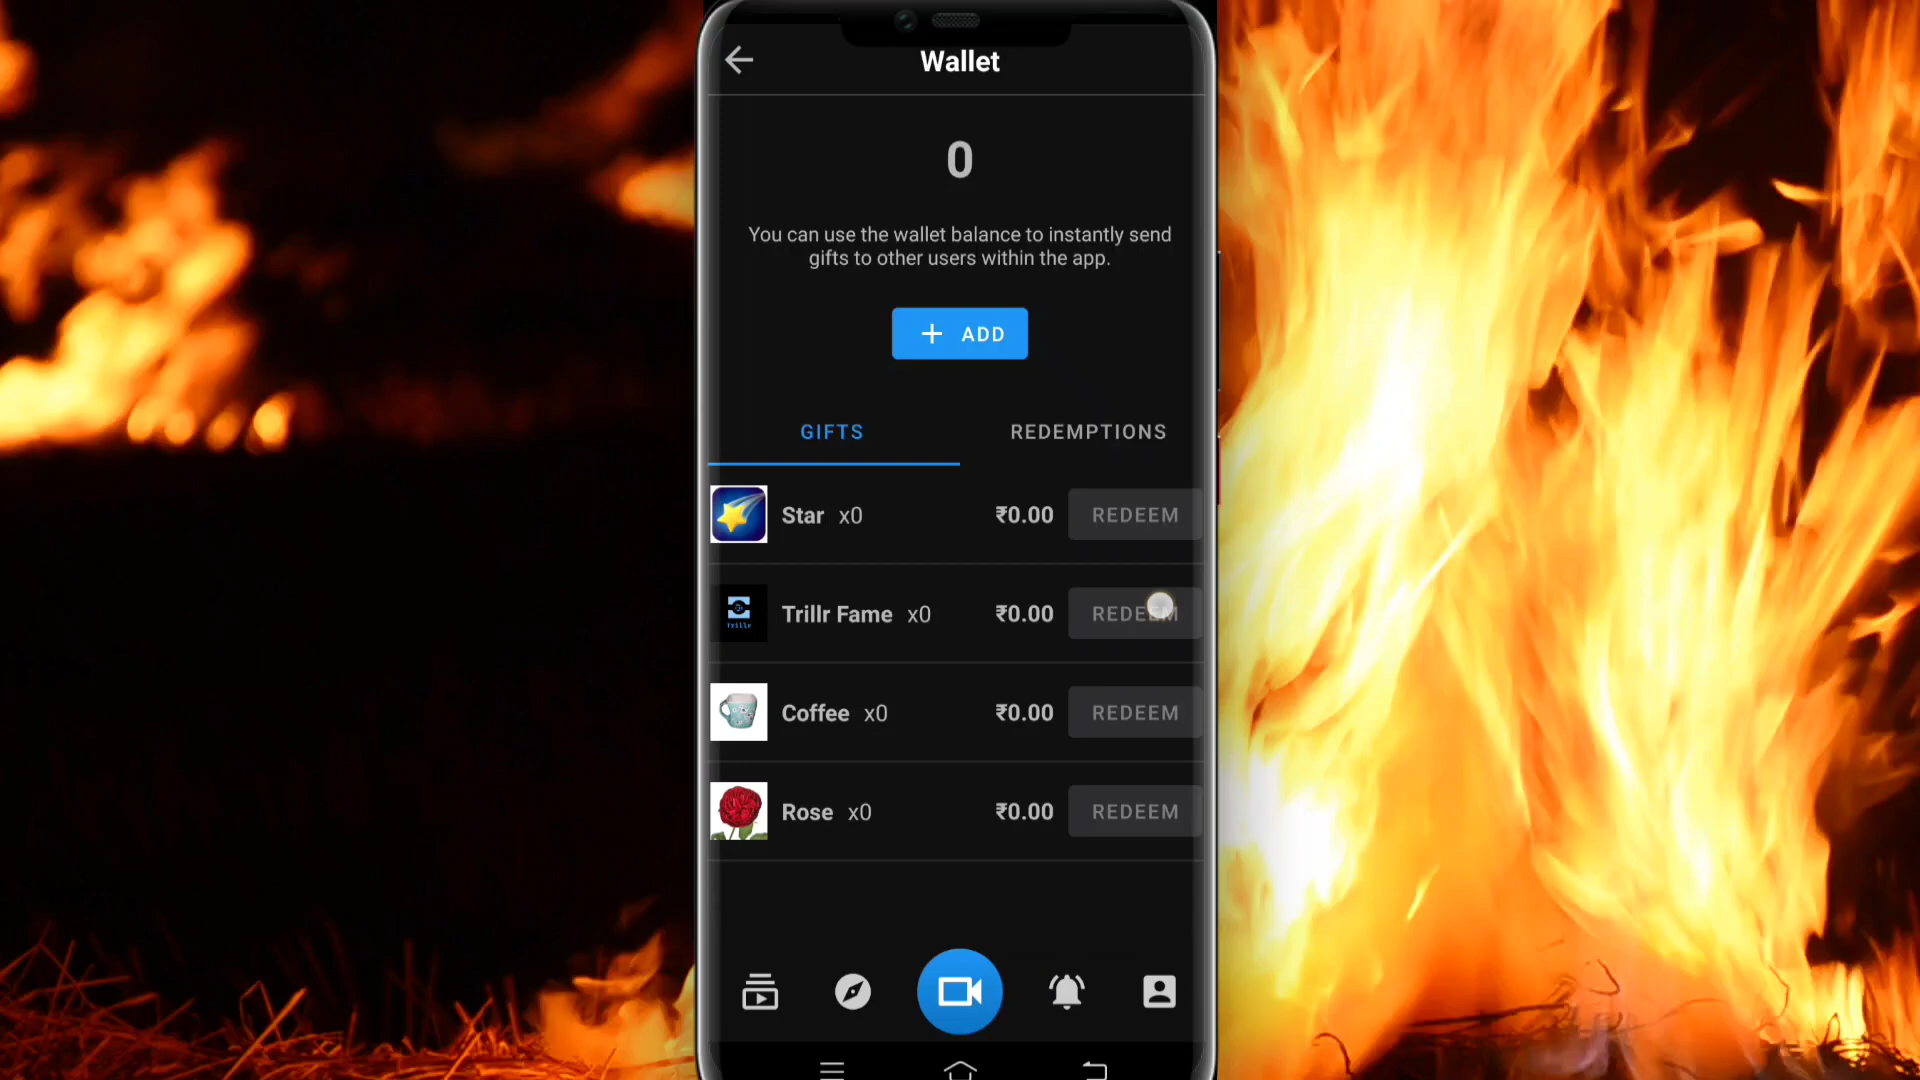 Wallet
0
You can use the wallet balance to instantly send
gifts to other users within the app.
+ ADD
GIFTS REDEMPTIONS
Star x0 ₹0.00 REDEEM
Trillr
Trillr Fame x0 ₹0.00 REDEEM
Coffee x0 ₹0.00 REDEEM
Rose x0 ₹0.00 REDEEM